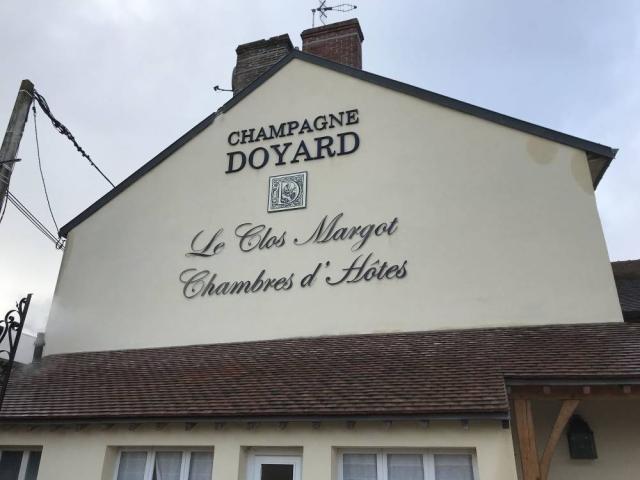 CHAMPAGNE
DOYARD
D
Le Clos Margot
Chambres d'Hôtes